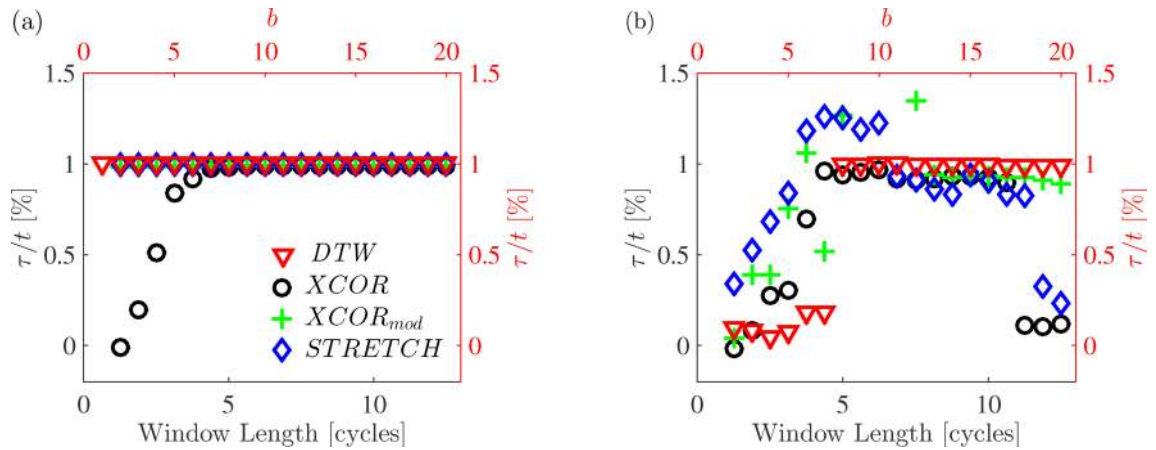 (a)
b
0 5 10 15 20
1.5 1.5
1 1
τ/t [%] τ/t [%]
0.5 0.5
DTW
XCOR
XCOR_mod
STRETCH
0 0
0 5 10
Window Length [cycles]
(b)
b
0 5 10 15 20
1.5 1.5
1 1
τ/t [%] τ/t [%]
0.5 0.5
0 0
0 5 10
Window Length [cycles]